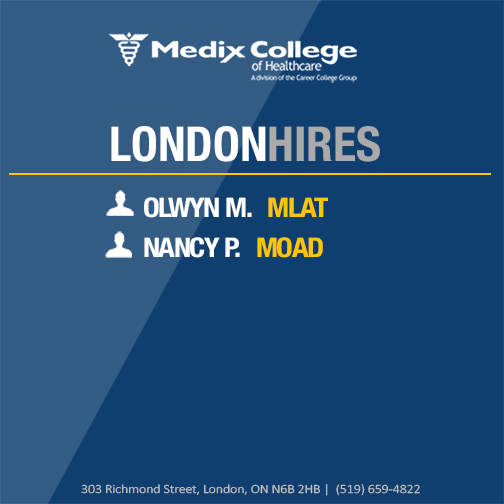 Medix College
of Healthcare
A division of the Career College Group
LONDONHIRES
OLWYN M. MLAT
NANCY P. MOAD
303 Richmond Street, London, ON N6B 2HB | (519) 659-4822